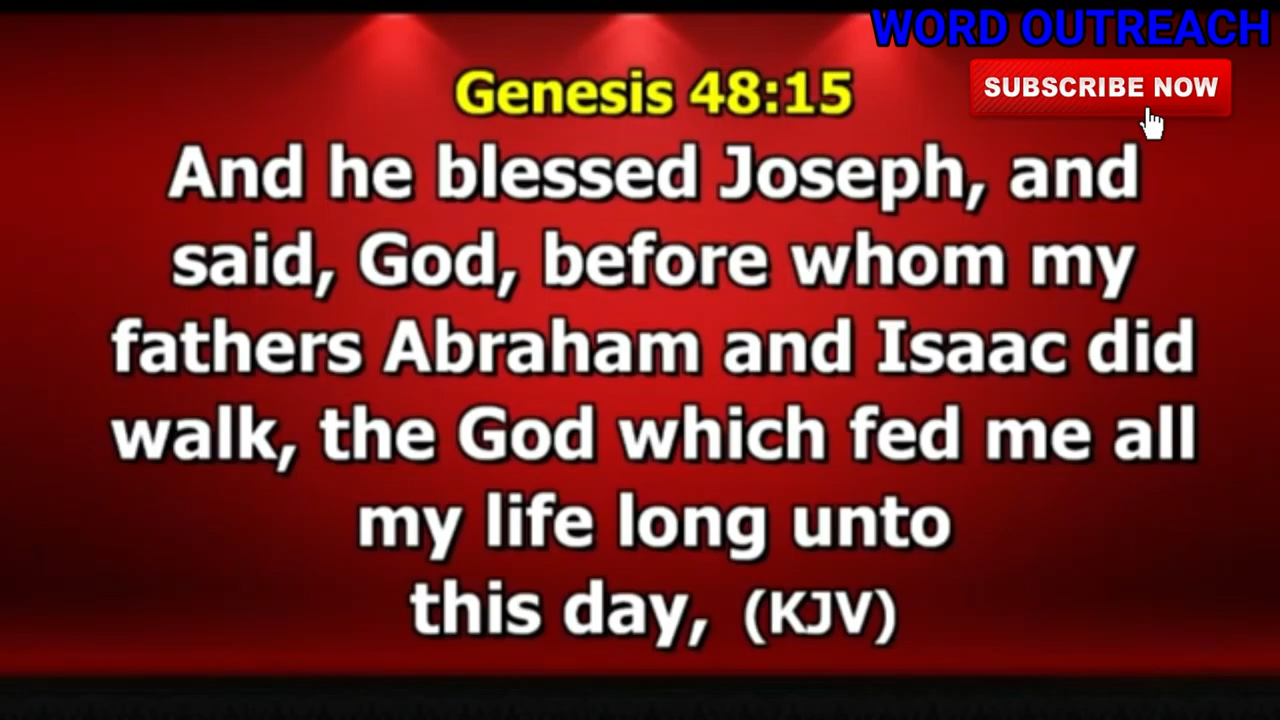 WORD OUTREACH
SUBSCRIBE NOW
Genesis 48:15
And he blessed Joseph, and
said, God, before whom my
fathers Abraham and Isaac did
walk, the God which fed me all
my life long unto
this day, (KJV)